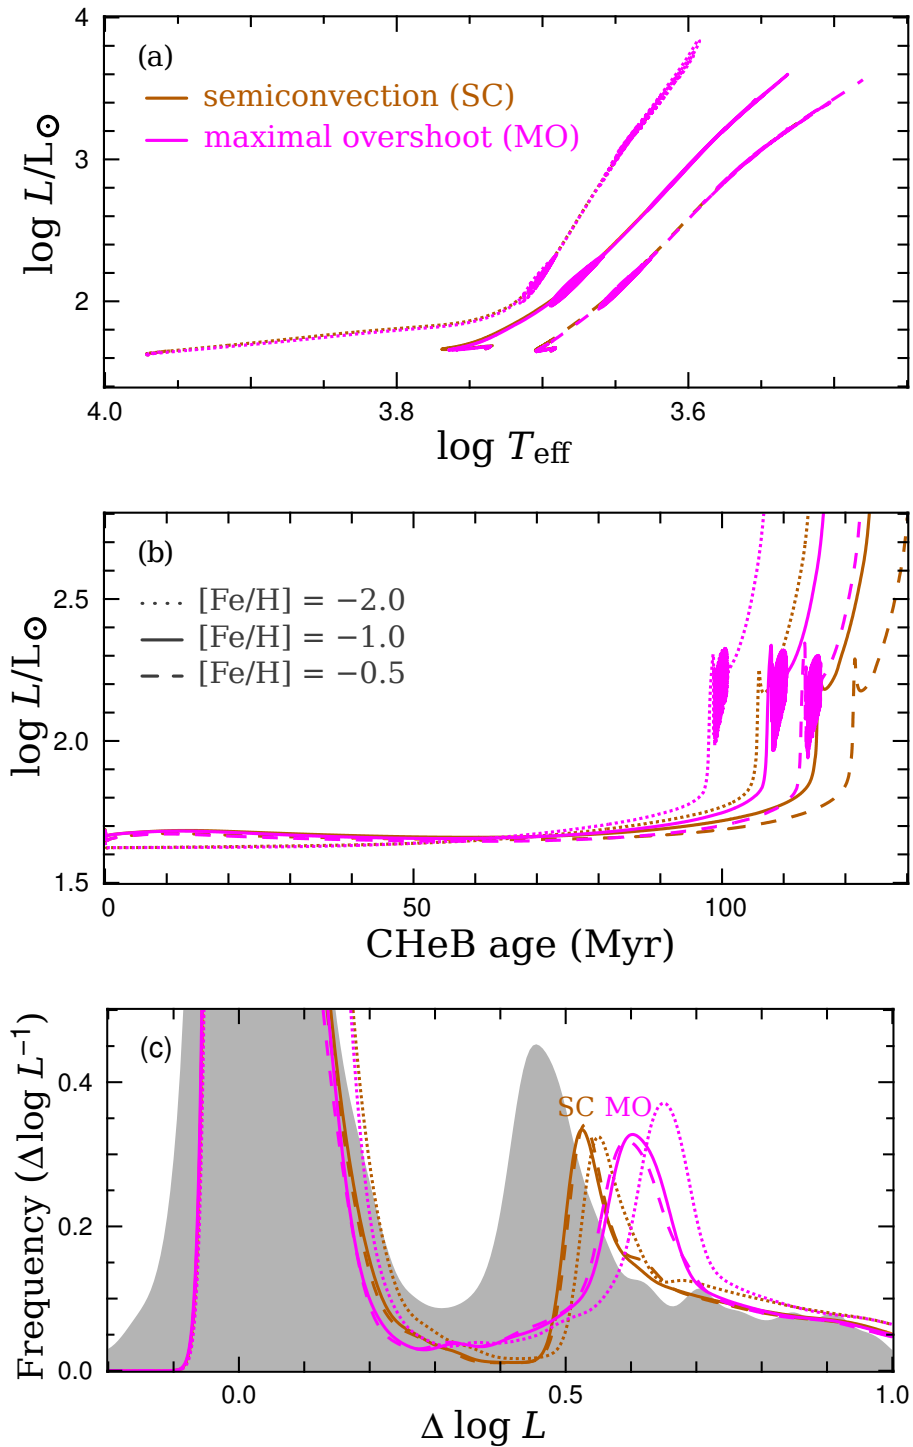 4
(a)
semiconvection (SC)
maximal overshoot (MO)
3
2
log L/L⊙
4.0
3.8
3.6
log T_eff
(b)
[Fe/H] = −2.0
[Fe/H] = −1.0
[Fe/H] = −0.5
2.5
2.0
1.5
log L/L⊙
0
50
100
CHeB age (Myr)
(c)
SC MO
0.4
0.2
0.0
Frequency (Δ log L⁻¹)
0.0
0.5
1.0
Δ log L